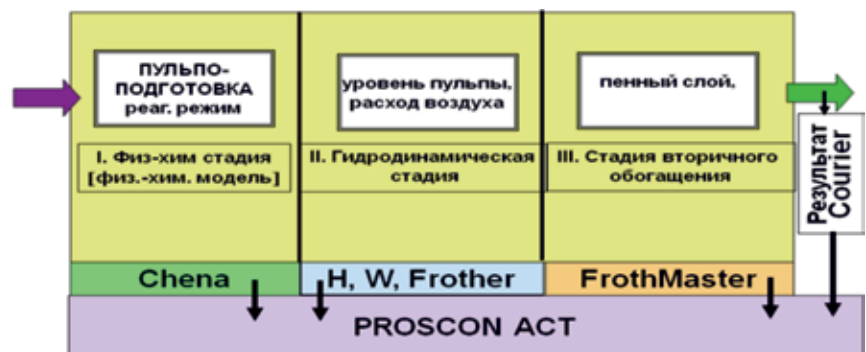 ПУЛЬПО-
ПОДГОТОВКА
реаг. режим
уровень пульпы,
расход воздуха
пенный слой,
I. Физ-хим стадия
[физ.-хим. модель]
II. Гидродинамическая
стадия
III. Стадия вторичного
обогащения
Результат
Courier
Chena
H, W, Frother
FrothMaster
PROSCON ACT